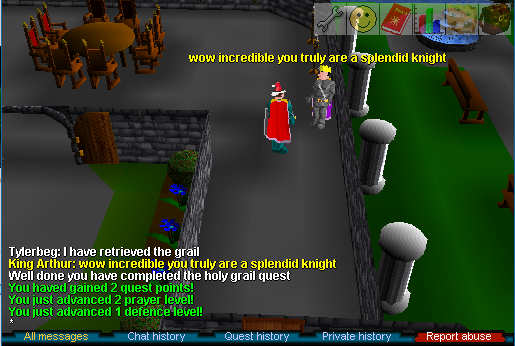 wow incredible you truly are a splendid knight
Tylerbeg: I have retrieved the grail
King Arthur: wow incredible you truly are a splendid knight
Well done you have completed the holy grail quest
You haved gained 2 quest points!
You just advanced 2 prayer level!
You just advanced 1 defence level!
*
All messages
Chat history
Quest history
Private history
Report abuse